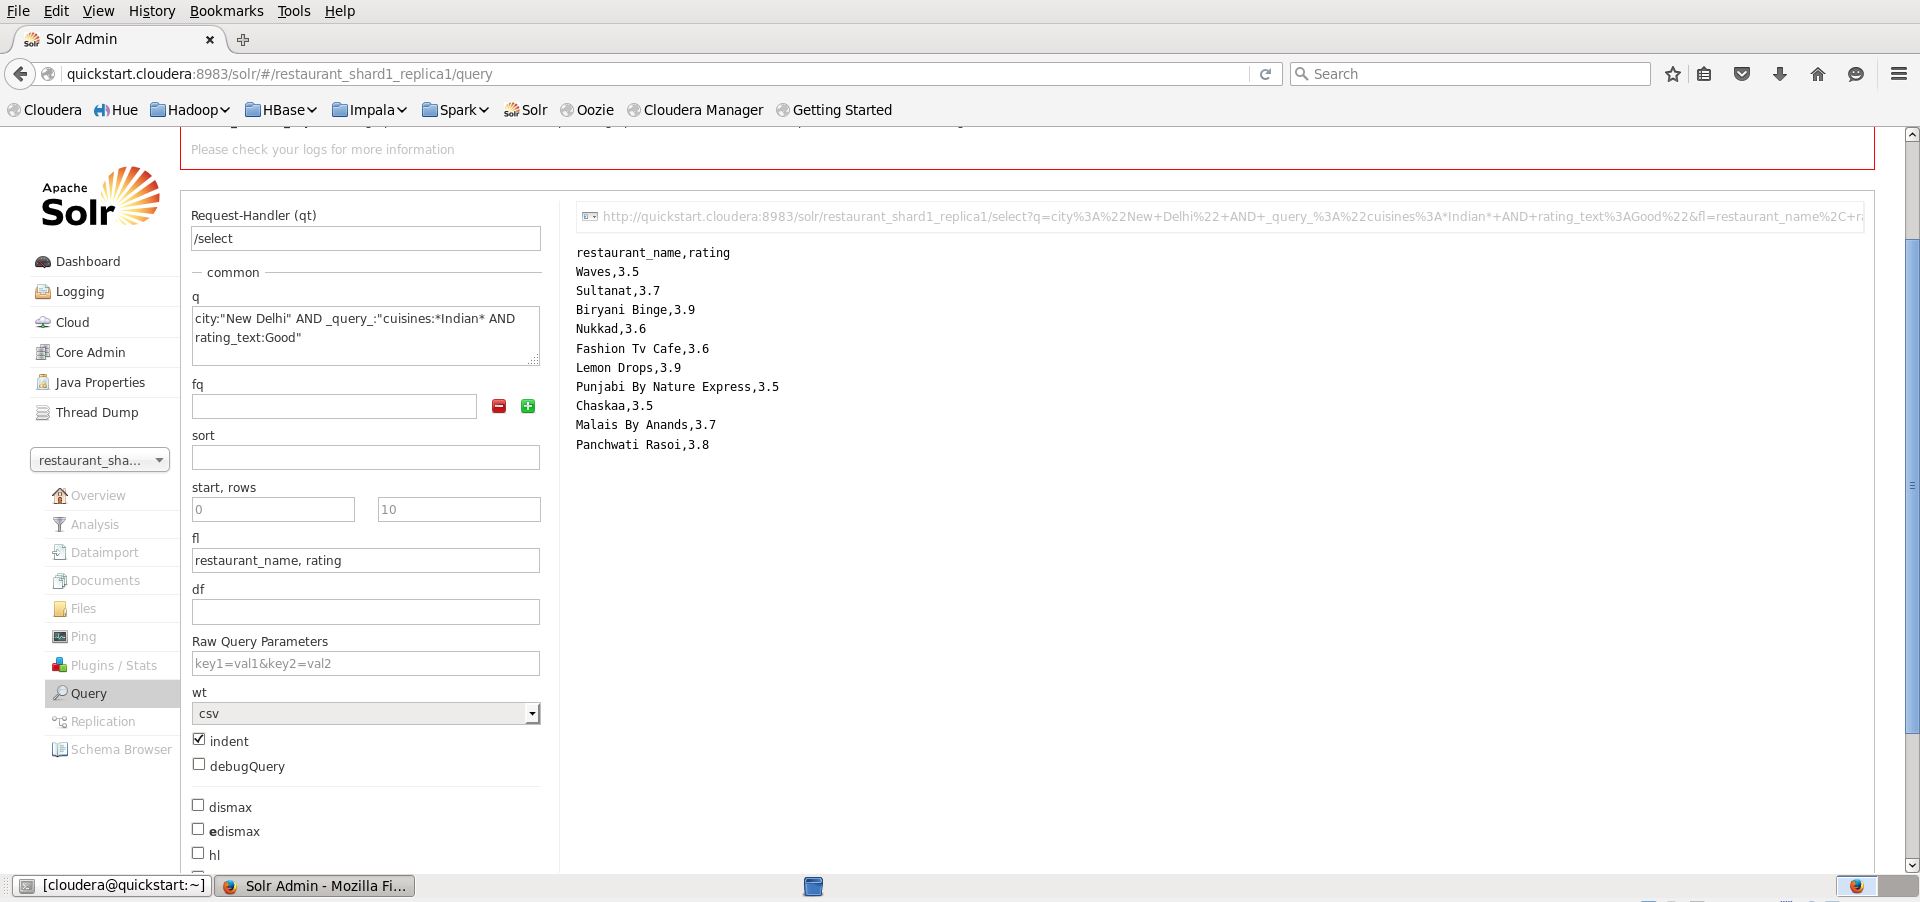 File Edit View History Bookmarks Tools Help
Solr Solr Admin
quickstart.cloudera:8983/solr/#/restaurant_shard1_replica1/query
Search
Cloudera Hue Hadoop HBase Impala Spark Solr Solr Oozie Cloudera Manager Getting Started
Please check your logs for more information
Apache
Solr
Dashboard
Logging
Cloud
Core Admin
Java Properties
Thread Dump
restaurant_sha...
Overview
Analysis
Dataimport
Documents
Files
Ping
Plugins / Stats
Query
Replication
Schema Browser
Request-Handler (qt)
/select
common
q
city:"New Delhi" AND _query_:"cuisines:*Indian* AND
rating_text:Good"
fq
sort
start, rows
0 10
fl
restaurant_name, rating
df
Raw Query Parameters
key1=val1&key2=val2
wt
csv
indent
debugQuery
dismax
edismax
hl
http://quickstart.cloudera:8983/solr/restaurant_shard1_replica1/select?q=city%3A%22New+Delhi%22+AND+_query_%3A%22cuisines%3A*Indian*+AND+rating_text%3AGood%22&fl=restaurant_name%2C+ra
restaurant_name,rating
Waves,3.5
Sultanat,3.7
Biryani Binge,3.9
Nukkad,3.6
Fashion Tv Cafe,3.6
Lemon Drops,3.9
Punjabi By Nature Express,3.5
Chaskaa,3.5
Malais By Anands,3.7
Panchwati Rasoi,3.8
[cloudera@quickstart:~] Solr Admin - Mozilla Fi...